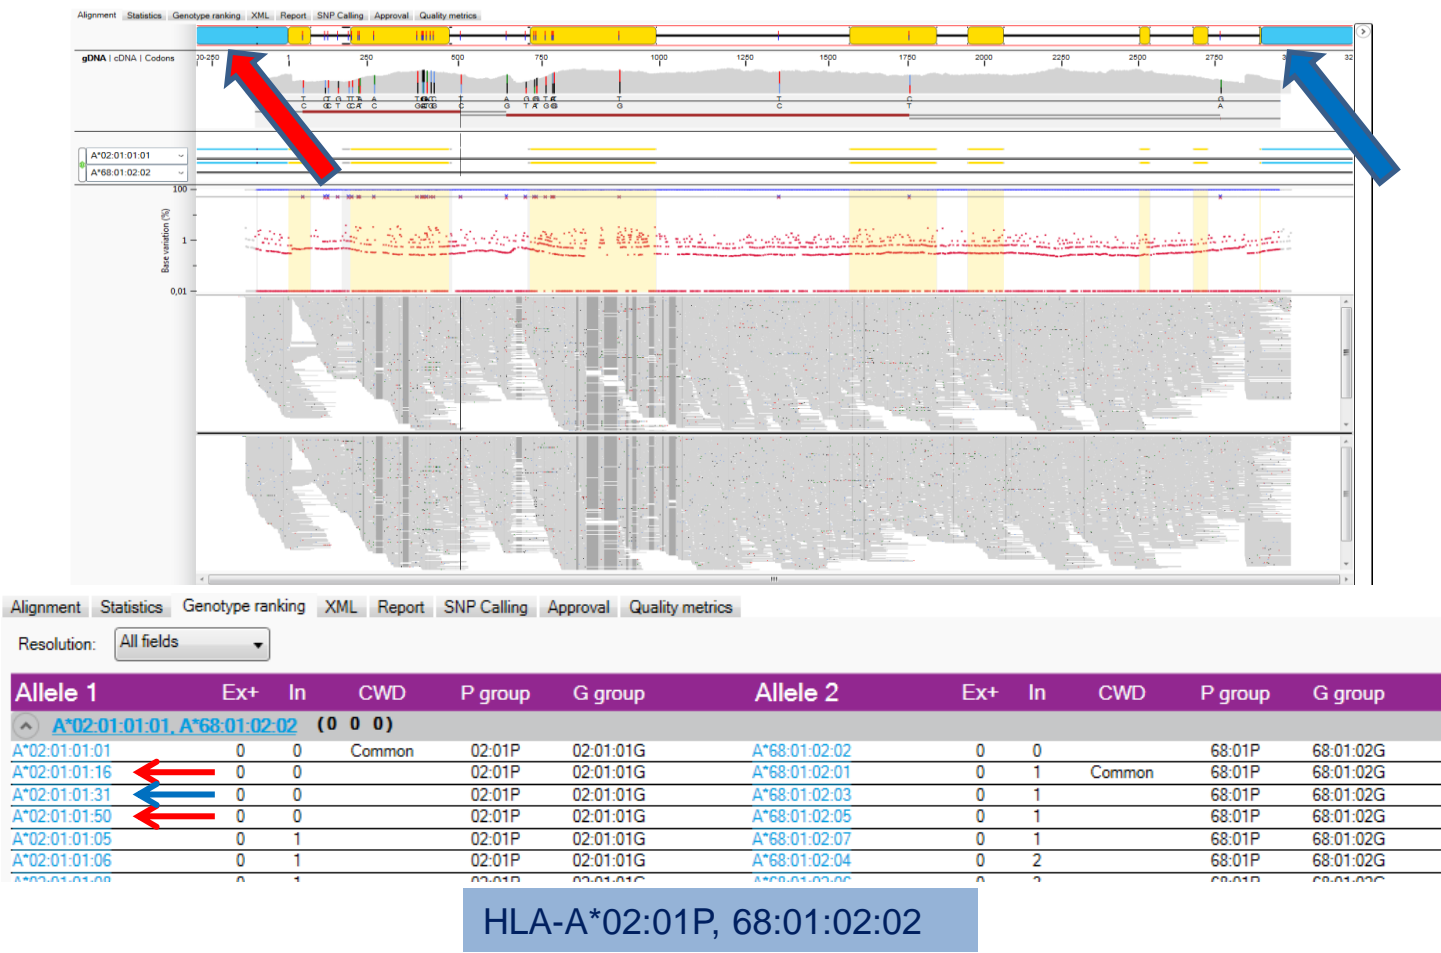 Alignment Statistics Genotype ranking XML Report SNP Calling Approval Quality metrics
gDNA | cDNA | Codons
-250 1 250 500 750 1000 1250 1500 1750 2000 2250 2500 2750 32
A*02:01:01:01
A*68:01:02:02
100
1
0,01
Base variation (%)
Alignment Statistics Genotype ranking XML Report SNP Calling Approval Quality metrics
Resolution: All fields
Allele 1 Ex+ In CWD P group G group Allele 2 Ex+ In CWD P group G group
A*02:01:01:01, A*68:01:02:02 (0 0 0)
A*02:01:01:01 0 0 Common 02:01P 02:01:01G A*68:01:02:02 0 0 68:01P 68:01:02G
A*02:01:01:16 0 0 02:01P 02:01:01G A*68:01:02:01 0 1 Common 68:01P 68:01:02G
A*02:01:01:31 0 0 02:01P 02:01:01G A*68:01:02:03 0 1 68:01P 68:01:02G
A*02:01:01:50 0 0 02:01P 02:01:01G A*68:01:02:05 0 1 68:01P 68:01:02G
A*02:01:01:05 0 1 02:01P 02:01:01G A*68:01:02:07 0 1 68:01P 68:01:02G
A*02:01:01:06 0 1 02:01P 02:01:01G A*68:01:02:04 0 2 68:01P 68:01:02G
HLA-A*02:01P, 68:01:02:02